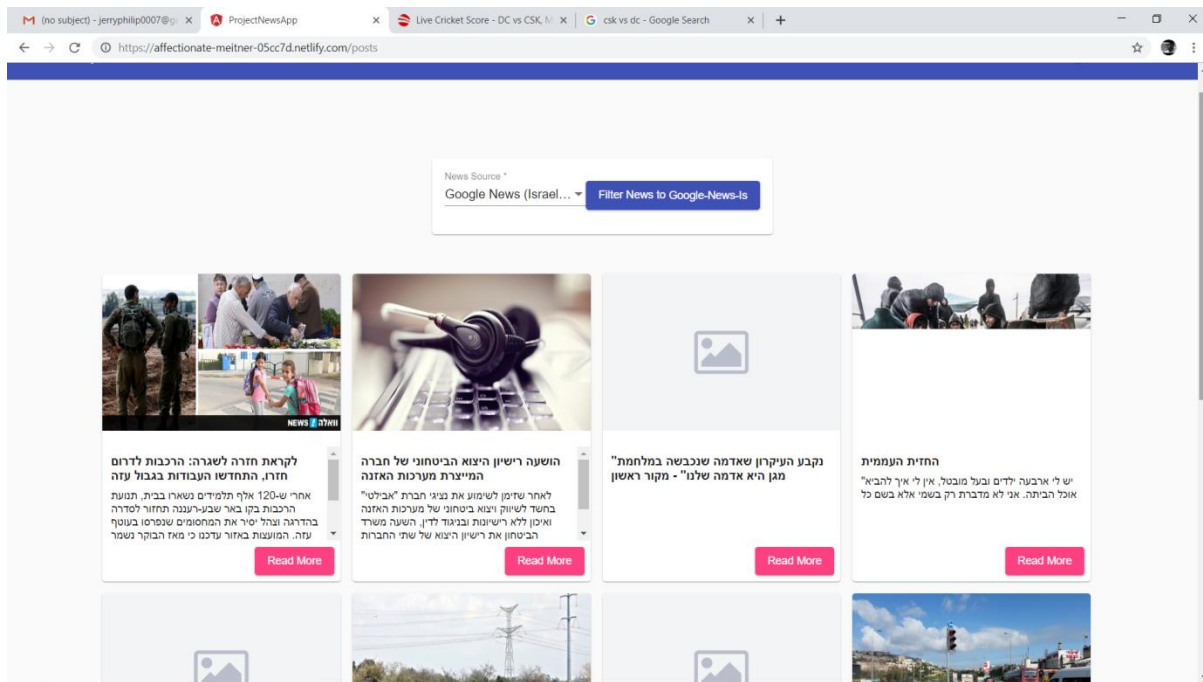 (no subject) - jerryphilip0007@g
ProjectNewsApp
Live Cricket Score - DC vs CSK, M
csk vs dc - Google Search
https://affectionate-meitner-05cc7d.netlify.com/posts
News Source *
Google News (Israel...
Filter News to Google-News-Is
NEWS וואלה!
לקראת חזרה לשגרה: הרכבות לדרום
חזרו, התחדשו העבודות בגבול עזה
אחרי ש-120 אלף תלמידים נשארו בבית, תנועת
הרכבות בקו באר שבע-רעננה תחזור לסדרה
בהדרגה וצהל יסיר את המחסומים שנפרסו בעוטף
עזה. המועצות באזור עדכנו כי מאז הבוקר נשמר
Read More
הושעה רישיון היצוא הביטחוני של חברה
המייצרת מערכות האזנה
לאחר שזימן לשימוע את נציגי חברת "אבילטי"
בחשד לשיווק ויצוא ביטחוני של מערכות האזנה
ואיכון ללא רישיונות ובניגוד לדין, השעה משרד
הביטחון את רישיון היצוא של שתי החברות
Read More
נקבע העיקרון שאדמה שנכבשה במלחמת"
מגן היא אדמה שלנו" - מקור ראשון
Read More
החזית העממית
יש לי ארבעה ילדים ובעל מובטל, אין לי איך להביא"
אוכל הביתה. אני לא מדברת רק בשמי אלא בשם כל
Read More